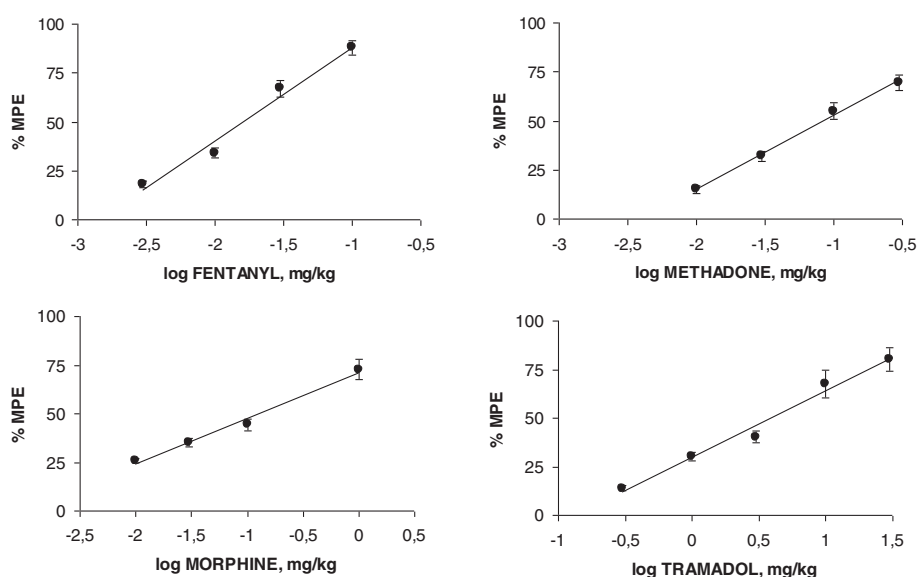 100
75
50
25
0
% MPE
-3 -2,5 -2 -1,5 -1 -0,5
log FENTANYL, mg/kg
100
75
50
25
0
% MPE
-3 -2,5 -2 -1,5 -1 -0,5
log METHADONE, mg/kg
100
75
50
25
0
% MPE
-2,5 -2 -1,5 -1 -0,5 0 0,5
log MORPHINE, mg/kg
100
75
50
25
0
% MPE
-1 -0,5 0 0,5 1 1,5
log TRAMADOL, mg/kg